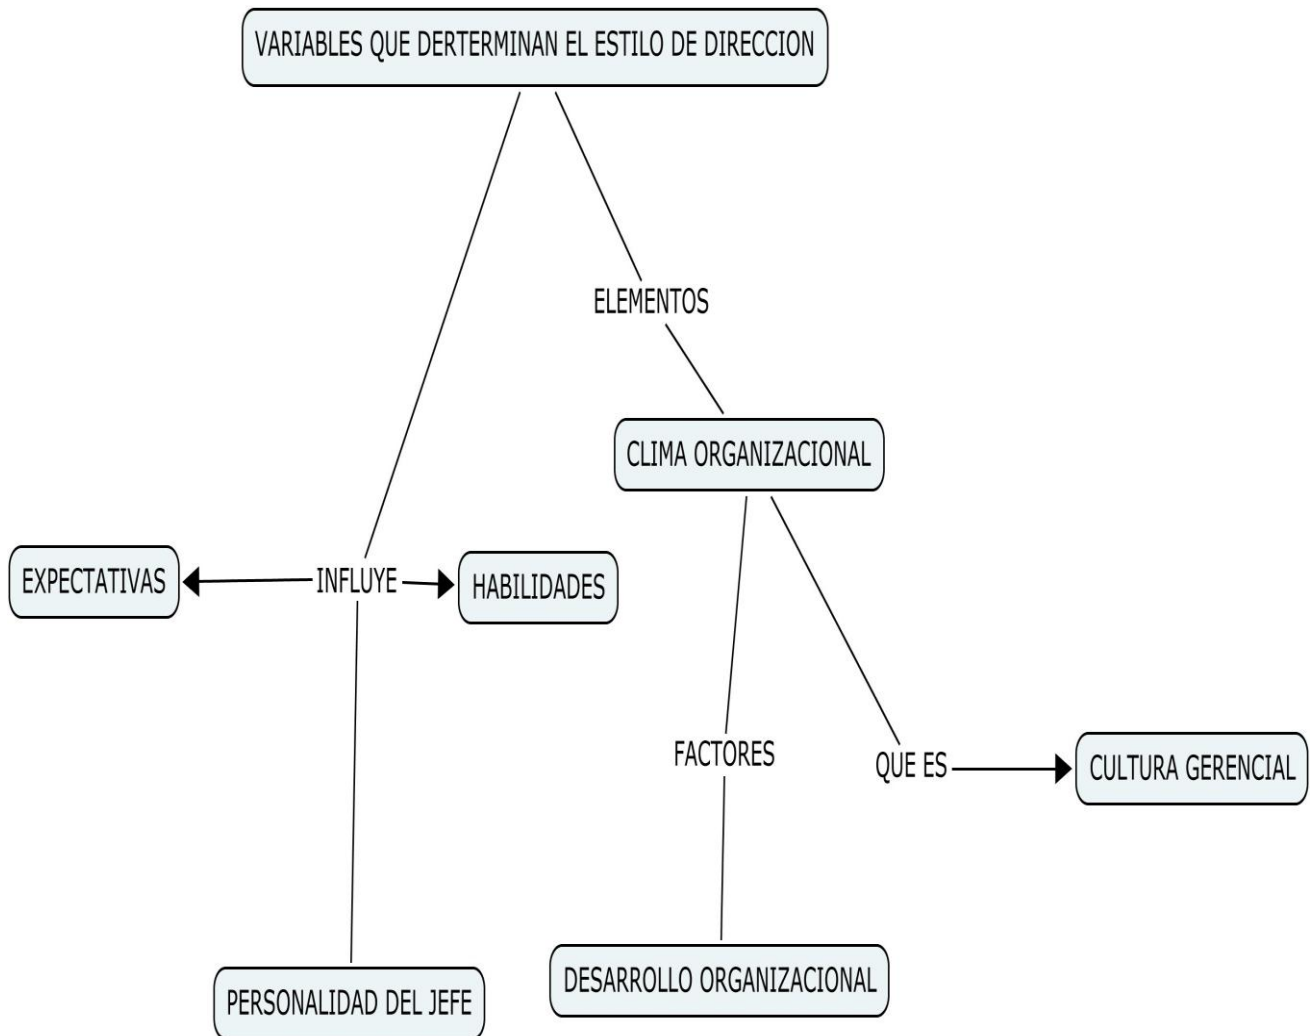 VARIABLES QUE DERTERMINAN EL ESTILO DE DIRECCION
ELEMENTOS
CLIMA ORGANIZACIONAL
EXPECTATIVAS
INFLUYE
HABILIDADES
FACTORES
QUE ES
CULTURA GERENCIAL
PERSONALIDAD DEL JEFE
DESARROLLO ORGANIZACIONAL